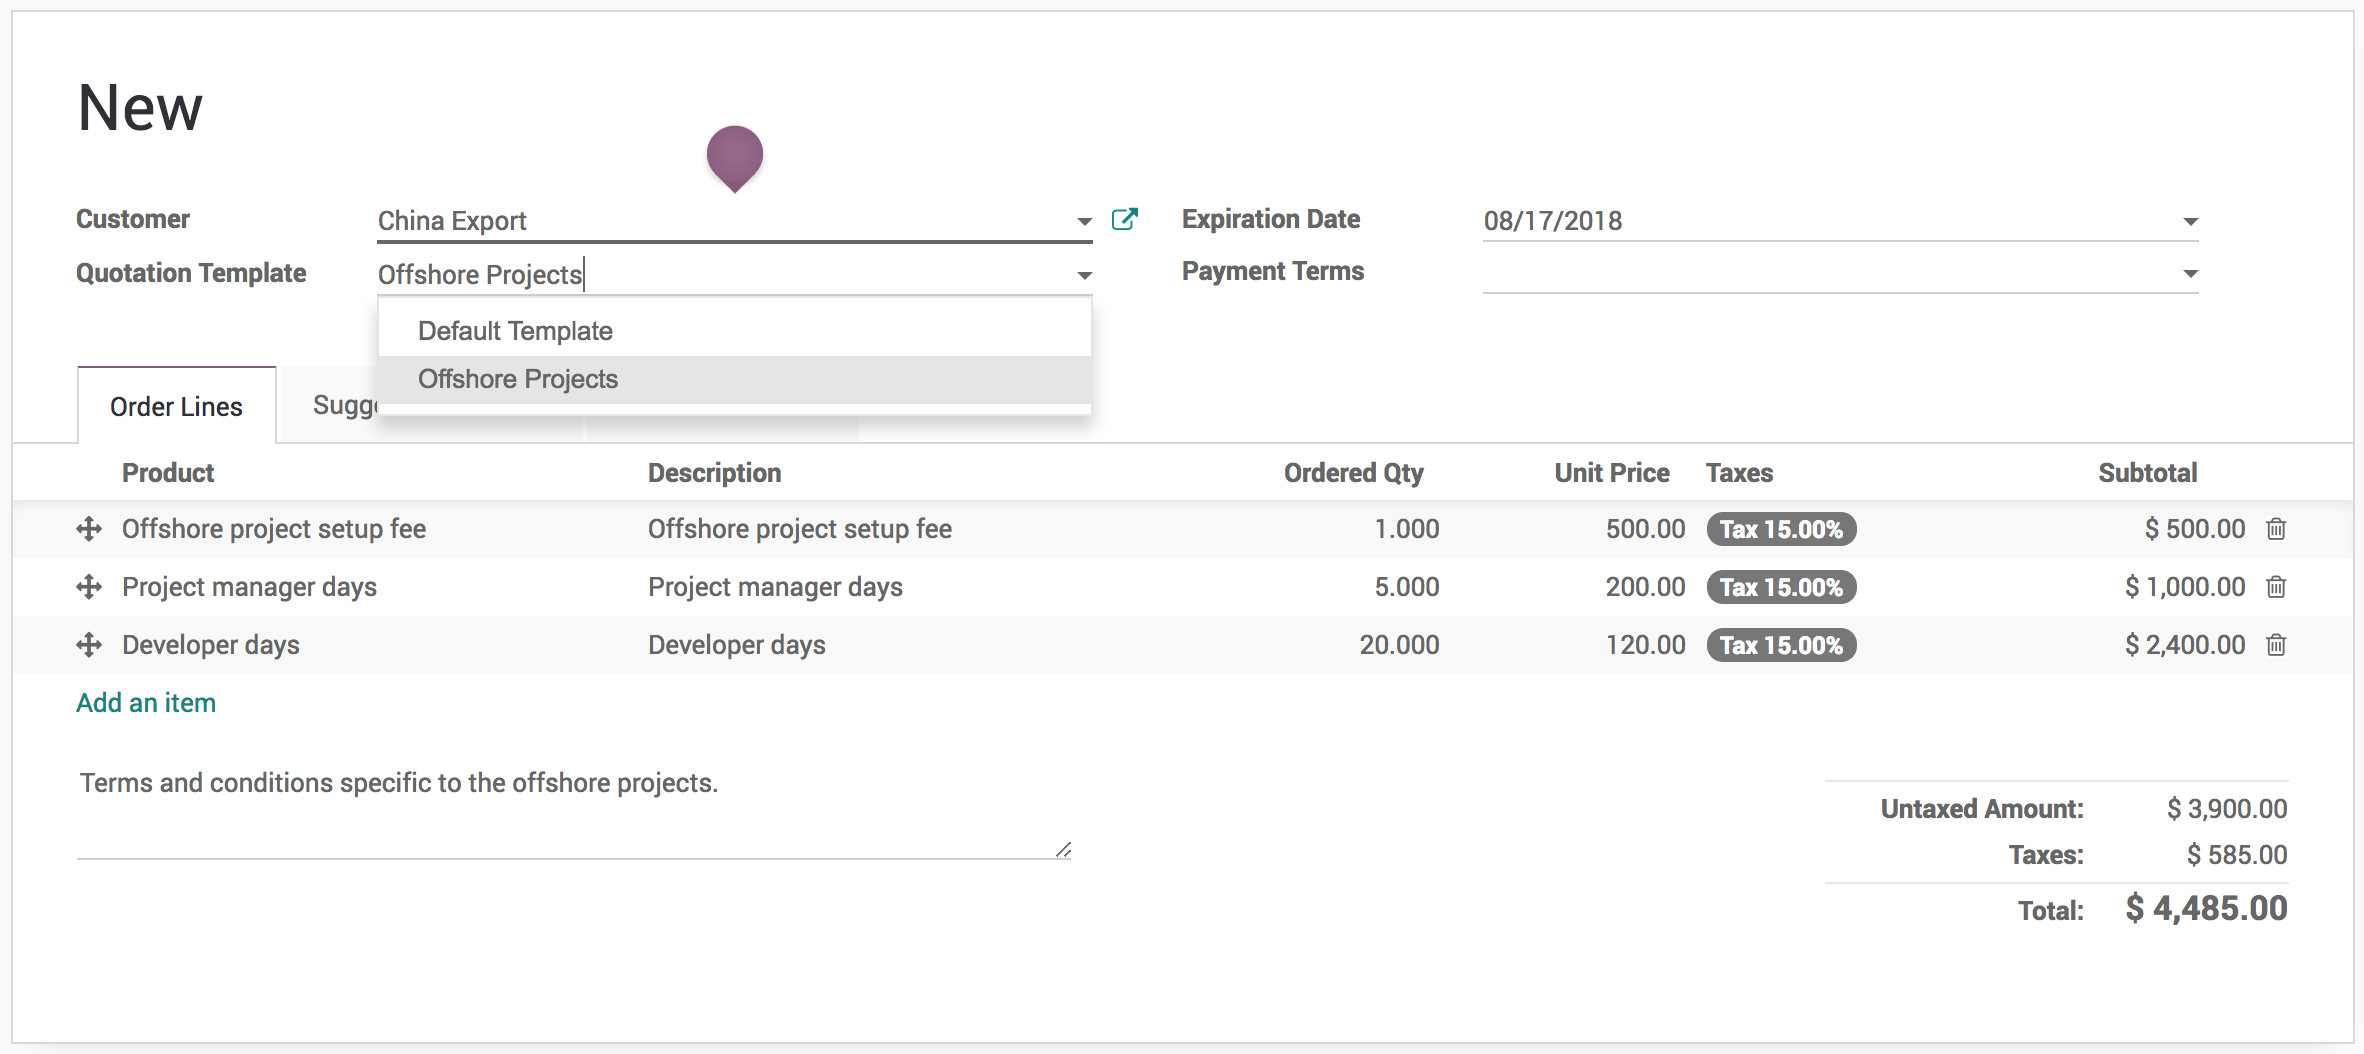 New
Customer China Export Expiration Date 08/17/2018
Quotation Template Offshore Projects Payment Terms
Default Template
Offshore Projects
Order Lines
Product Description Ordered Qty Unit Price Taxes Subtotal
Offshore project setup fee Offshore project setup fee 1.000 500.00 Tax 15.00% $ 500.00
Project manager days Project manager days 5.000 200.00 Tax 15.00% $ 1,000.00
Developer days Developer days 20.000 120.00 Tax 15.00% $ 2,400.00
Add an item
Terms and conditions specific to the offshore projects.
Untaxed Amount: $ 3,900.00
Taxes: $ 585.00
Total: $ 4,485.00